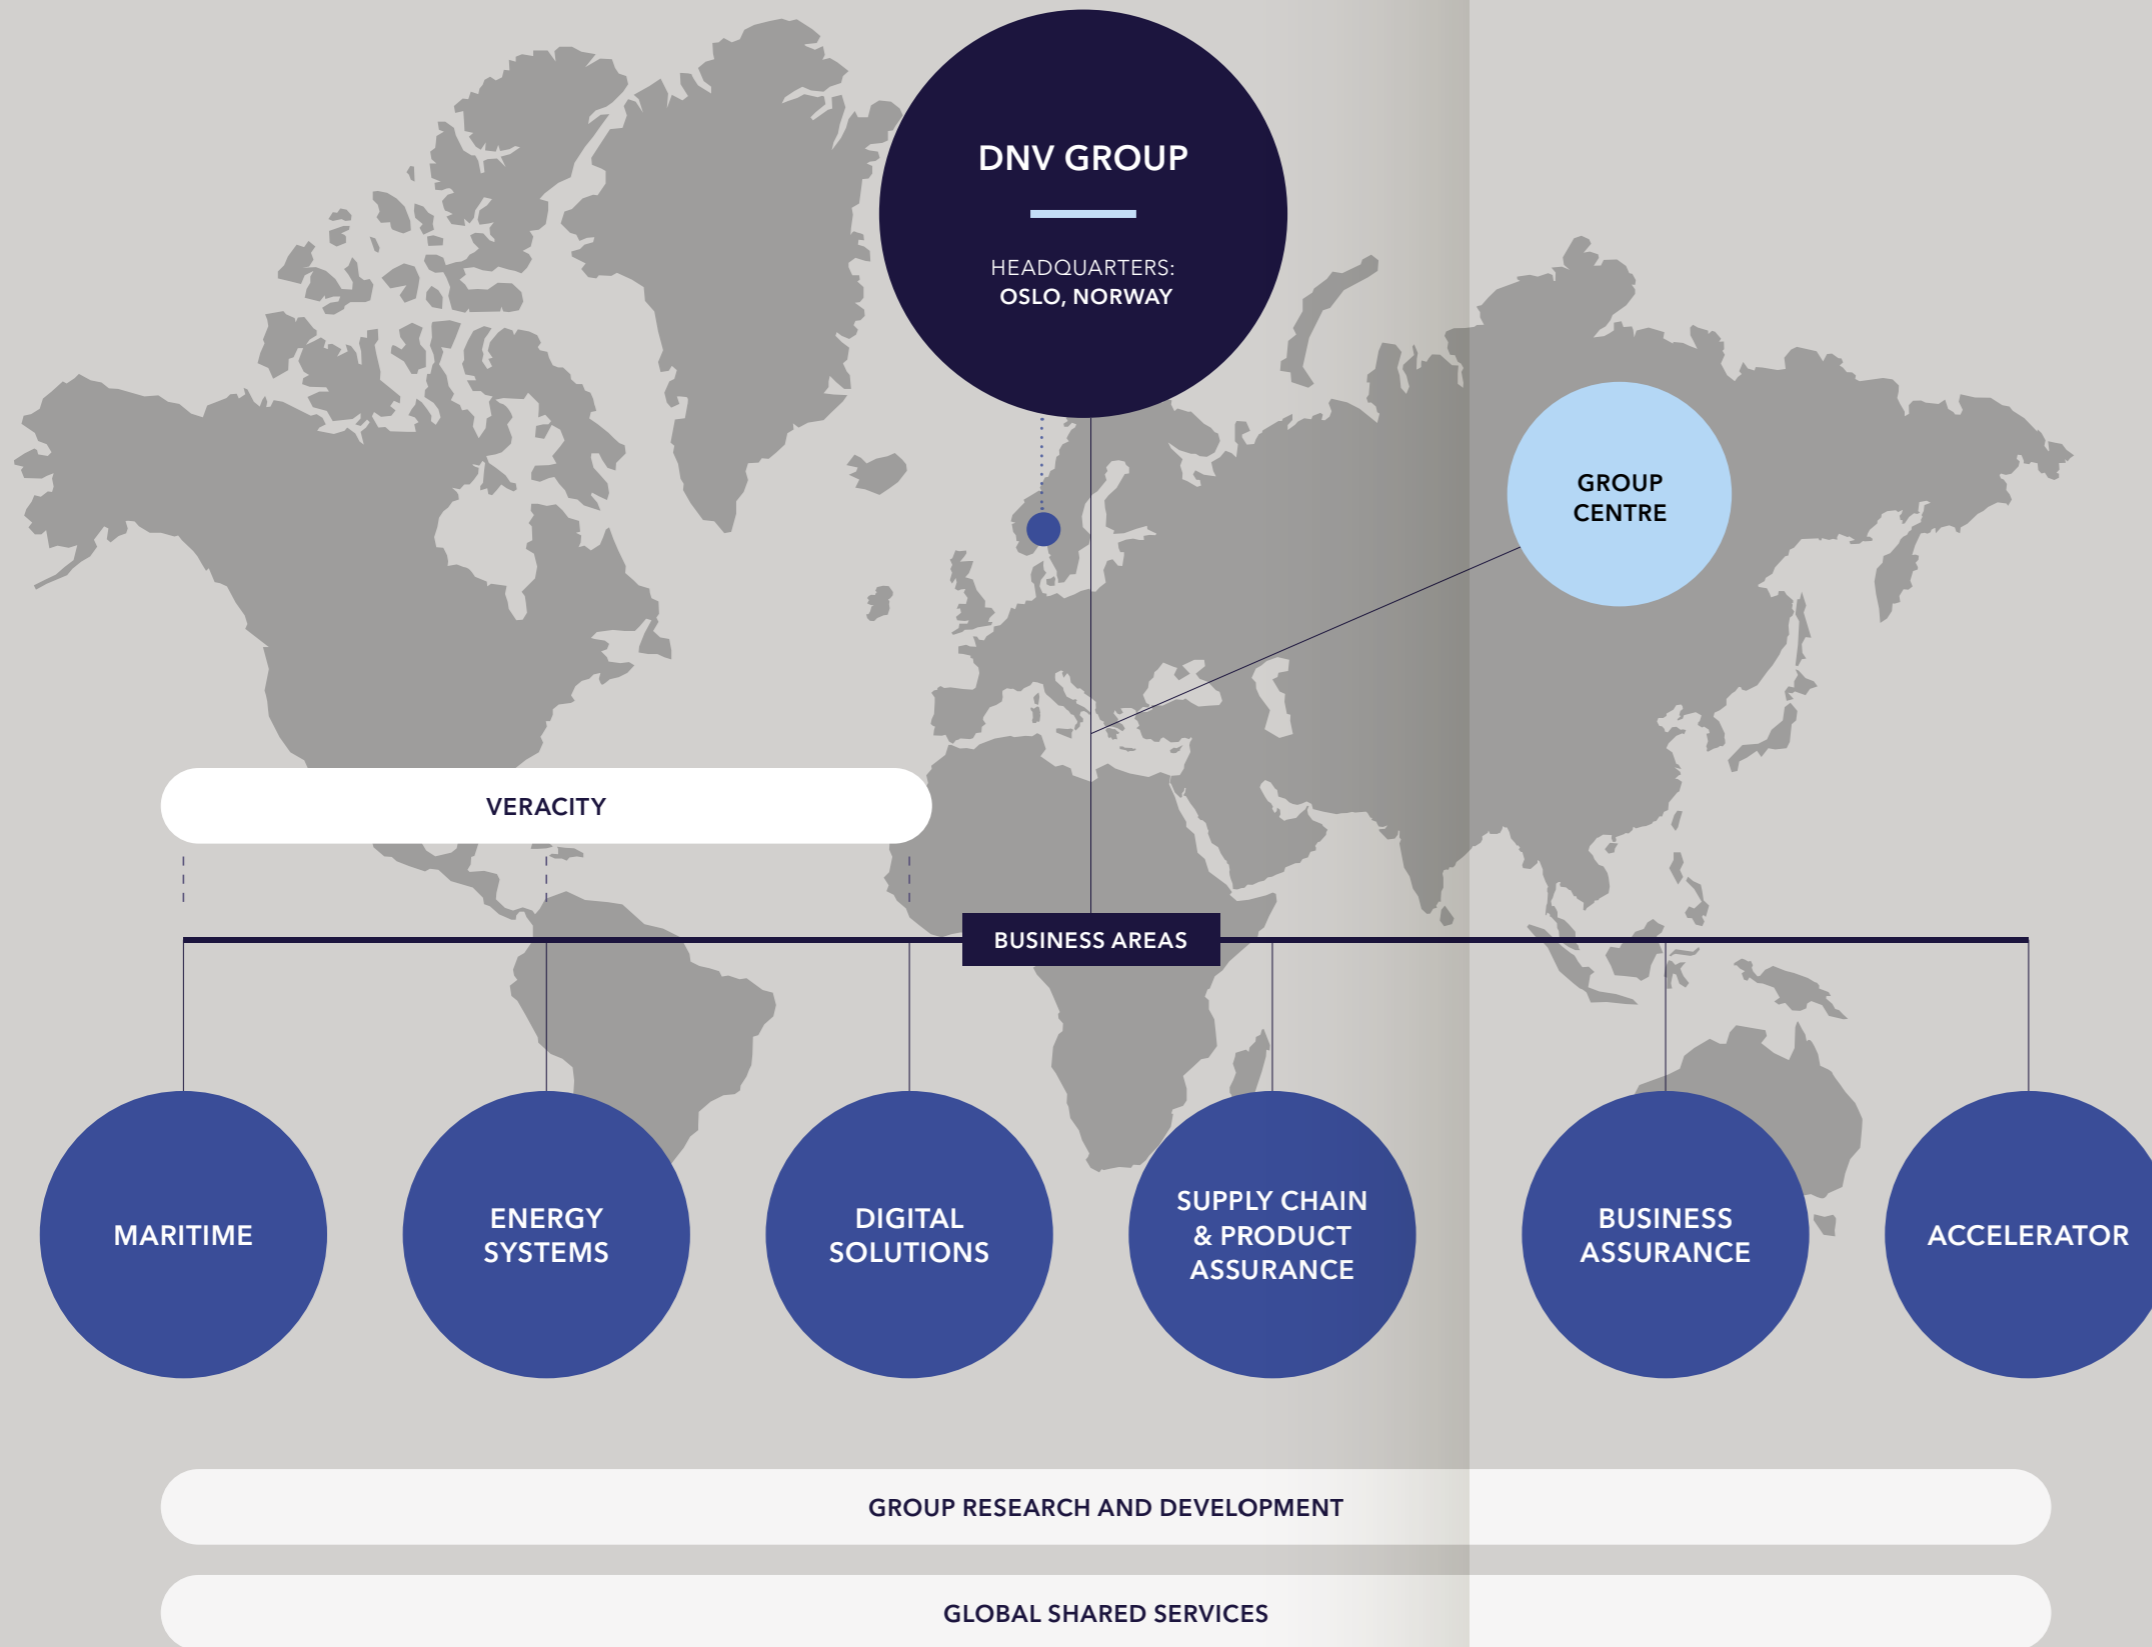 DNV GROUP
HEADQUARTERS:
OSLO, NORWAY
GROUP
CENTRE
VERACITY
BUSINESS AREAS
MARITIME
ENERGY
SYSTEMS
DIGITAL
SOLUTIONS
SUPPLY CHAIN
& PRODUCT
ASSURANCE
BUSINESS
ASSURANCE
ACCELERATOR
GROUP RESEARCH AND DEVELOPMENT
GLOBAL SHARED SERVICES